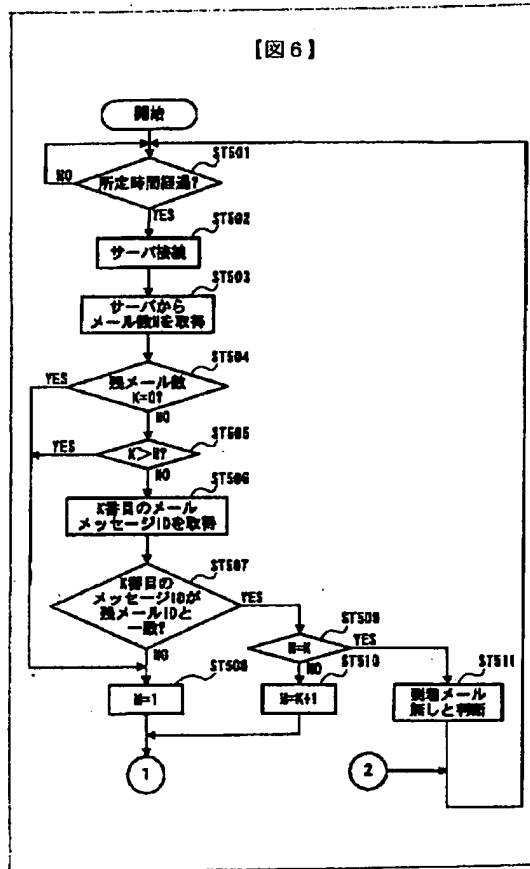 【図6】
開始
ST501
所定時間経過?
NO
YES
ST502
サーバ接続
ST503
サーバから
メール数Nを取得
ST504
残メール数
K=0?
YES
NO
ST505
K>N?
YES
NO
ST506
K番目のメール
メッセージIDを取得
ST507
K番目の
メッセージIDが
残メールIDと
一致?
YES
NO
ST508
M=1
ST509
N=K
YES
NO
ST510
M=K+1
ST511
新着メール
無しと判断
1
2